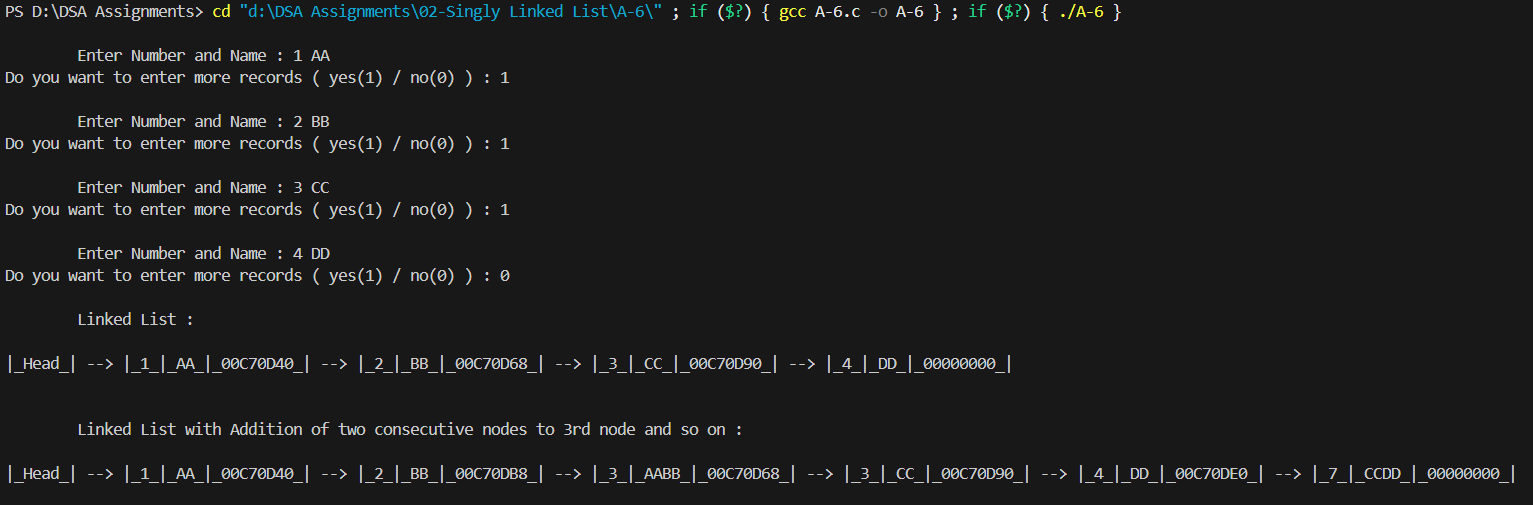 PS D:\DSA Assignments> cd "d:\DSA Assignments\02-Singly Linked List\A-6\" ; if ($?) { gcc A-6.c -o A-6 } ; if ($?) { ./A-6 }
Enter Number and Name : 1 AA
Do you want to enter more records ( yes(1) / no(0) ) : 1
Enter Number and Name : 2 BB
Do you want to enter more records ( yes(1) / no(0) ) : 1
Enter Number and Name : 3 CC
Do you want to enter more records ( yes(1) / no(0) ) : 1
Enter Number and Name : 4 DD
Do you want to enter more records ( yes(1) / no(0) ) : 0
Linked List :
|_Head_| --> |_1_|_AA_|_00C70D40_| --> |_2_|_BB_|_00C70D68_| --> |_3_|_CC_|_00C70D90_| --> |_4_|_DD_|_00000000_|
Linked List with Addition of two consecutive nodes to 3rd node and so on :
|_Head_| --> |_1_|_AA_|_00C70D40_| --> |_2_|_BB_|_00C70DB8_| --> |_3_|_AABB_|_00C70D68_| --> |_3_|_CC_|_00C70D90_| --> |_4_|_DD_|_00C70DE0_| --> |_7_|_CCDD_|_00000000_|